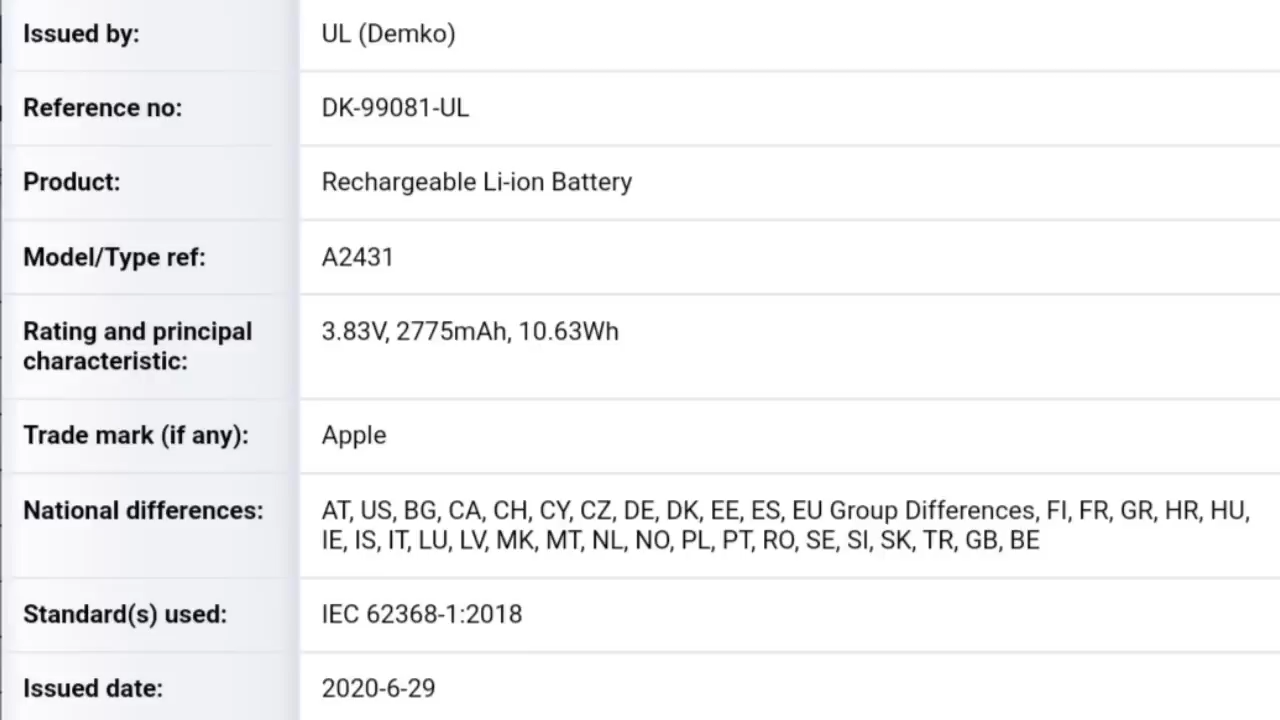 Issued by: UL (Demko)
Reference no: DK-99081-UL
Product: Rechargeable Li-ion Battery
Model/Type ref: A2431
Rating and principal 3.83V, 2775mAh, 10.63Wh
characteristic:
Trade mark (if any): Apple
National differences: AT, US, BG, CA, CH, CY, CZ, DE, DK, EE, ES, EU Group Differences, FI, FR, GR, HR, HU,
IE, IS, IT, LU, LV, MK, MT, NL, NO, PL, PT, RO, SE, SI, SK, TR, GB, BE
Standard(s) used: IEC 62368-1:2018
Issued date: 2020-6-29